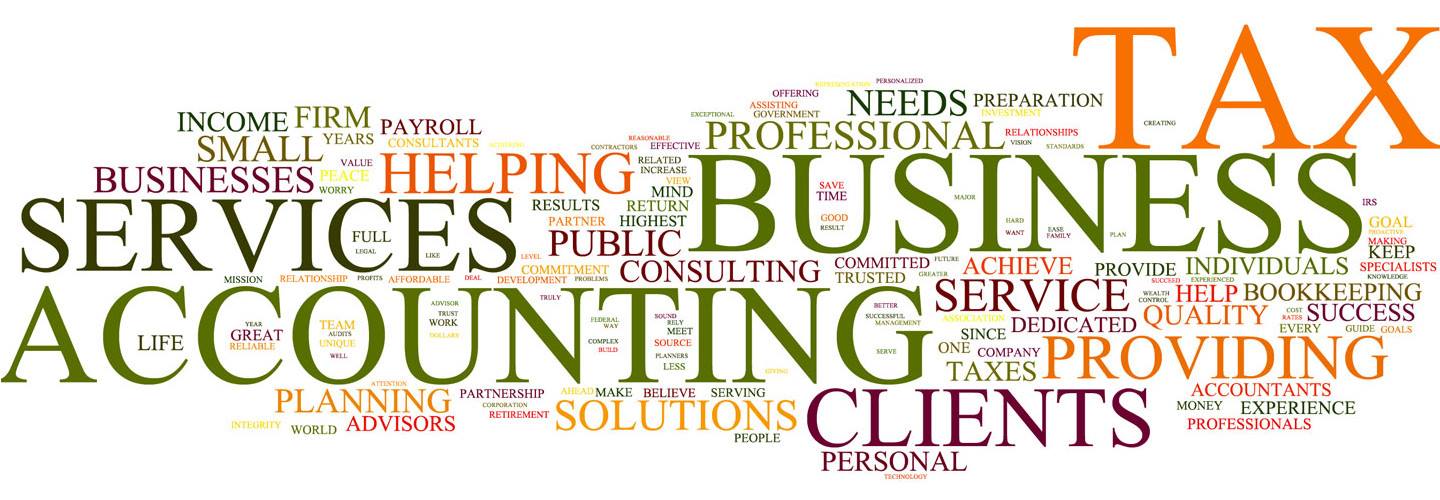 TAX
REPRESENTATION
PERSONALIZED
OFFERING
NEEDS
PREPARATION
ASSISTING
GOVERNMENT
INVESTMENT
EXCEPTIONAL
CREATING
INCOME
FIRM
PAYROLL
YEARS
CONSULTANTS
SMALL
PROFESSIONAL
RELATIONSHIPS
VISION
STANDARDS
REASONABLE
CONTRACTORS
EFFECTIVE
VALUE
PEACE
WORRY
BUSINESSES
HELPING
RELATED
INCREASE
VIEW
MIND
RETURN
HIGHEST
RESULTS
PARTNER
BUSINESS
SAVE
TIME
GOOD
RESULT
MAJOR
HARD
WANT
EASE
FAMILY
PLAN
IRS
GOAL
PROACTIVE
MAKING
KEEP
SPECIALISTS
KNOWLEDGE
SERVICES
FULL
LEGAL
LIKE
PUBLIC
LEVEL
COMMITMENT
DEVELOPMENT
PROBLEMS
CONSULTING
COMMITTED
FUTURE
TRUSTED
GREATER
ACHIEVE
PROVIDE
INDIVIDUALS
SUCCEED
EXPERIENCED
MISSION
RELATIONSHIP
PROFITS
AFFORDABLE
DEAL
SERVICE
WEALTH
CONTROL
HELP
BOOKKEEPING
ACCOUNTING
LIFE
YEAR
GREAT
RELIABLE
TEAM
AUDITS
UNIQUE
WELL
ADVISOR
TRUST
WORK
DOLLARS
TRULY
FEDERAL
WAY
COMPLEX
BUILD
SOUND
RELY
MEET
SOURCE
PLANNERS
LESS
GIVING
BETTER
SUCCESSFUL
MANAGEMENT
SERVE
ASSOCIATION
SINCE
DEDICATED
QUALITY
COST
RATES
SUCCESS
EVERY
GUIDE
GOALS
ONE
COMPANY
TAXES
PROVIDING
ATTENTION
PLANNING
PARTNERSHIP
CORPORATION
RETIREMENT
AHEAD
MAKE
BELIEVE
SERVING
SOLUTIONS
CLIENTS
ACCOUNTANTS
MONEY
EXPERIENCE
PROFESSIONALS
INTEGRITY
WORLD
ADVISORS
PEOPLE
PERSONAL
TECHNOLOGY